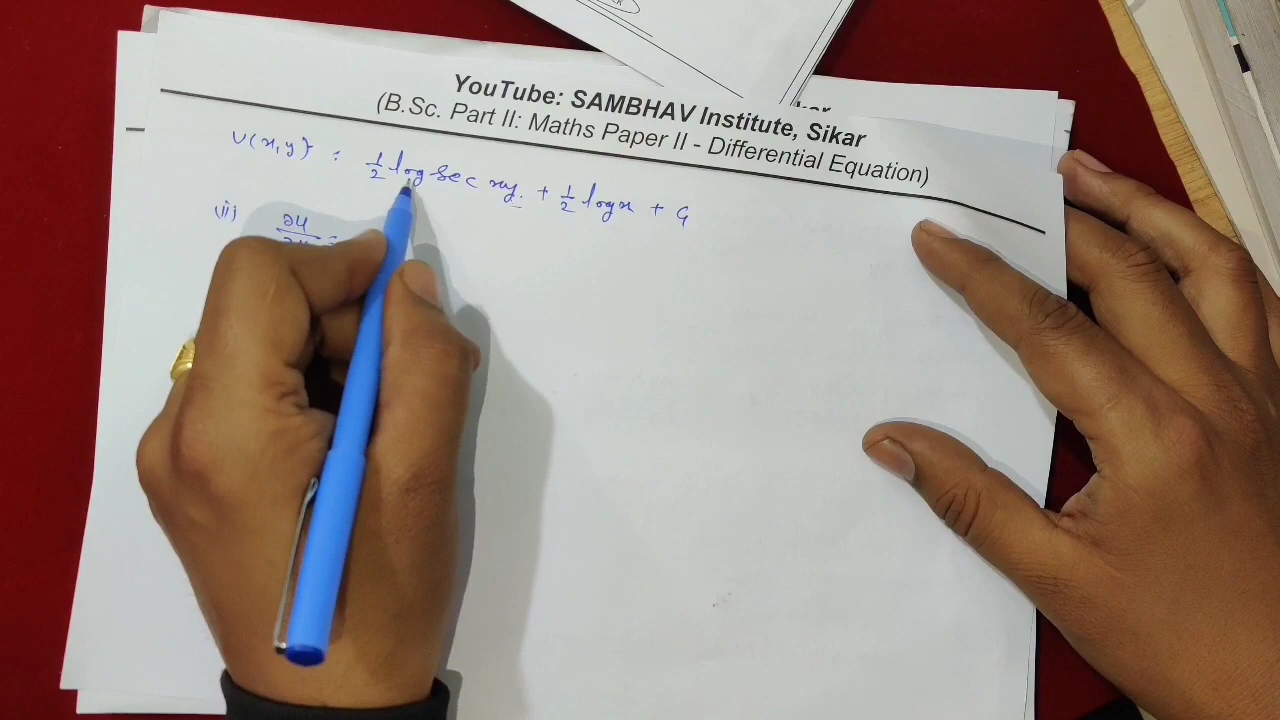 YouTube: SAMBHAV Institute, Sikar
(B.Sc. Part II: Maths Paper II - Differential Equation)
U(x,y) = ½ log sec xy + ½ log x + C₁
(ii) ∂U